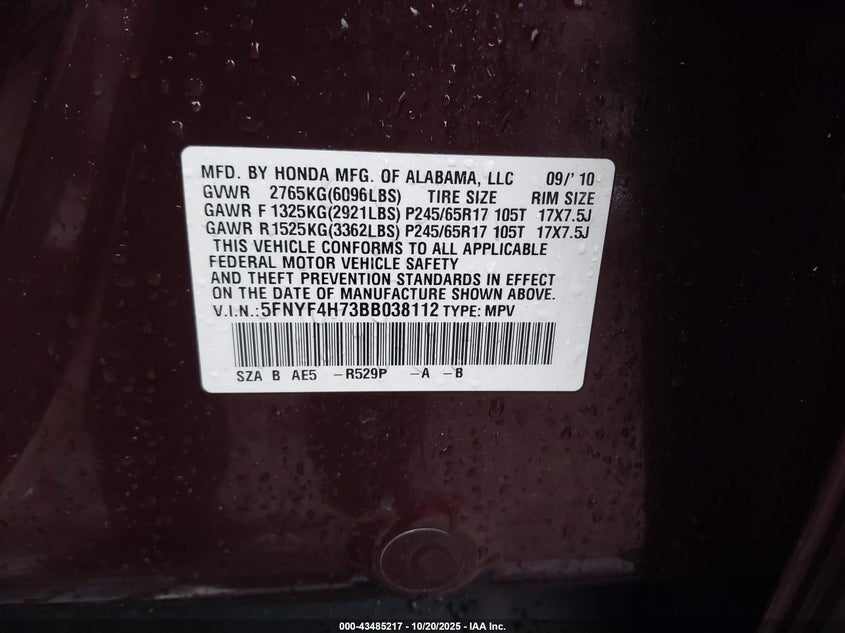 MFD. BY HONDA MFG. OF ALABAMA, LLC 09/' 10
GVWR 2765KG(6096LBS) TIRE SIZE RIM SIZE
GAWR F 1325KG(2921LBS) P245/65R17 105T 17X7.5J
GAWR R 1525KG(3362LBS) P245/65R17 105T 17X7.5J
THIS VEHICLE CONFORMS TO ALL APPLICABLE
FEDERAL MOTOR VEHICLE SAFETY
AND THEFT PREVENTION STANDARDS IN EFFECT
ON THE DATE OF MANUFACTURE SHOWN ABOVE.
V.I.N.:5FNYF4H73BB038112 TYPE: MPV
SZA B AE5 -R529P -A -B
000-43485217 - 10/20/2025 - IAA Inc.